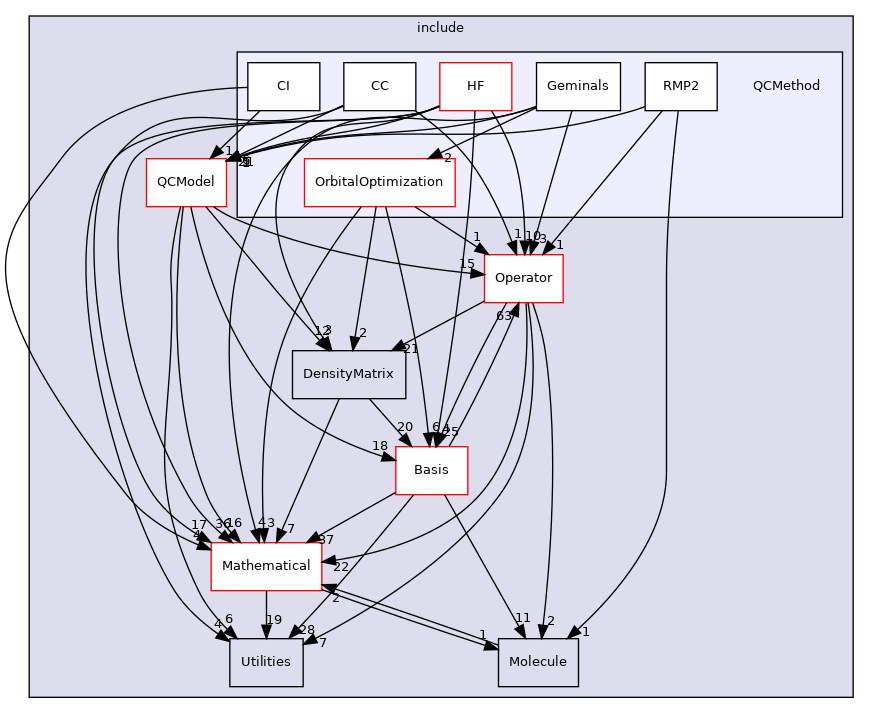 include
CI
CC
HF
Geminals
RMP2
QCMethod
1
2
QCModel
OrbitalOptimization
1
1
10
3
1
15
Operator
63
12
3
2
21
DensityMatrix
20
6
25
18
Basis
17
4
36
16
43
7
37
22
Mathematical
2
19
11
2
4
6
28
7
1
1
Utilities
Molecule